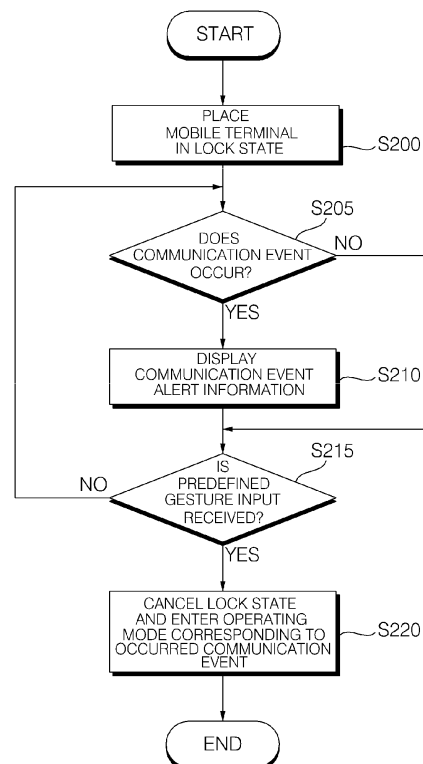 START
PLACE
MOBILE TERMINAL
IN LOCK STATE
S200
S205
DOES
COMMUNICATION EVENT
OCCUR?
NO
YES
DISPLAY
COMMUNICATION EVENT
ALERT INFORMATION
S210
S215
IS
PREDEFINED
GESTURE INPUT
RECEIVED?
NO
YES
CANCEL LOCK STATE
AND ENTER OPERATING
MODE CORRESPONDING TO
OCCURRED COMMUNICATION
EVENT
S220
END